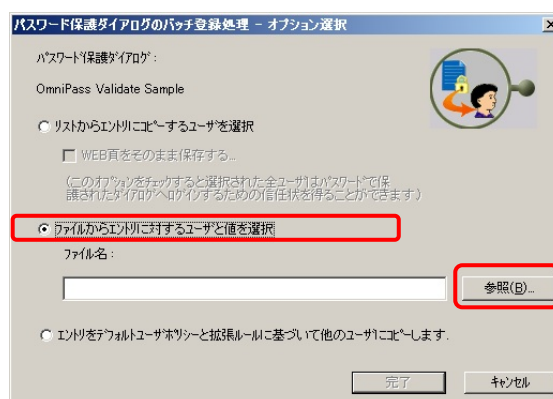 パスワード保護ダイアログのバッチ登録処理 - オプション選択
パスワード保護ダイアログ:
OmniPass Validate Sample
リストからエントリにコピーするユーザを選択
WEB頁をそのまま保存する...
(このオプションをチェックすると選択された全ユーザはパスワードで保
護されたダイアログへログインするための信任状を得ることができます)
ファイルからエントリに対するユーザと値を選択
ファイル名:
参照(B)...
エントリをデフォルトユーザポリシーと拡張ルールに基づいて他のユーザにコピーします.
完了
キャンセル